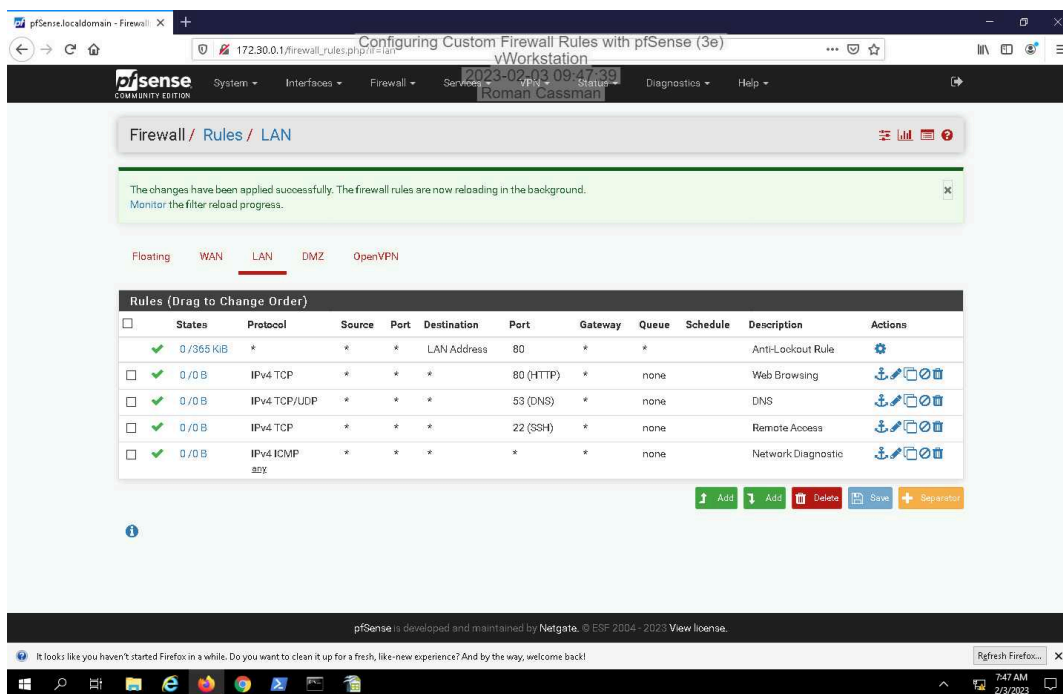 pfSense.localdomain - Firewall
172.30.0.1/firewall_rules.php?if=lan
Configuring Custom Firewall Rules with pfSense (3e)
vWorkstation
2023-02-03 09:47:39
Roman Cassman
pfsense
COMMUNITY EDITION
System
Interfaces
Firewall
Services
VPN
Status
Diagnostics
Help
Firewall / Rules / LAN
The changes have been applied successfully. The firewall rules are now reloading in the background.
Monitor the filter reload progress.
Floating WAN LAN DMZ OpenVPN
Rules (Drag to Change Order)
States Protocol Source Port Destination Port Gateway Queue Schedule Description Actions
0 /365 KiB * * * LAN Address 80 * * Anti-Lockout Rule
0 /0 B IPv4 TCP * * * 80 (HTTP) * none Web Browsing
0 /0 B IPv4 TCP/UDP * * * 53 (DNS) * none DNS
0 /0 B IPv4 TCP * * * 22 (SSH) * none Remote Access
0 /0 B IPv4 ICMP * * * * * none Network Diagnostic
any
Add Add Delete Save Separator
pfSense is developed and maintained by Netgate. © ESF 2004 - 2023 View license.
It looks like you haven't started Firefox in a while. Do you want to clean it up for a fresh, like-new experience? And by the way, welcome back!
Refresh Firefox...
7:47 AM
2/3/2023